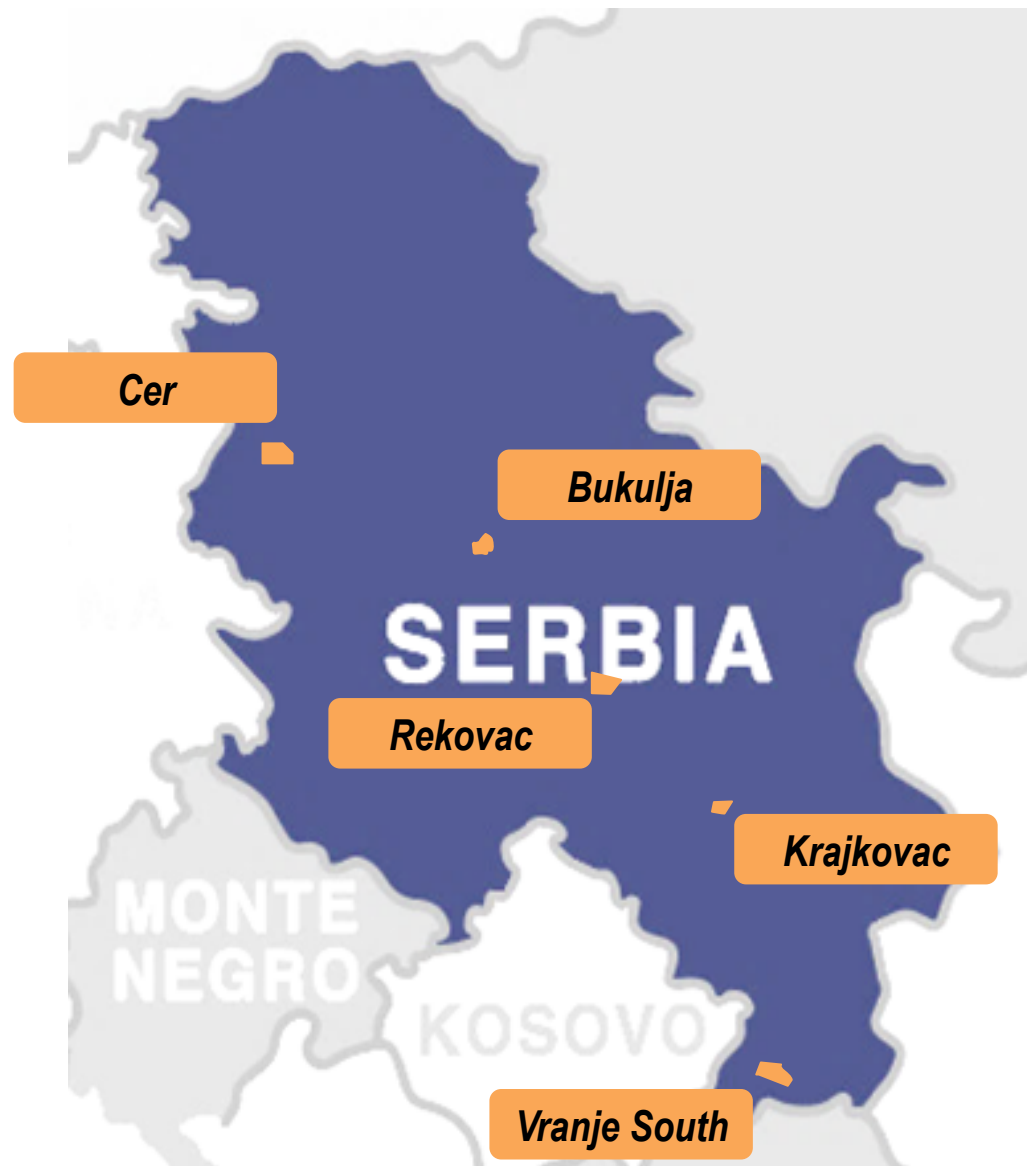 Cer
Bukulja
SERBIA
Rekovac
Krajkovac
MONTE
NEGRO
KOSOVO
Vranje South